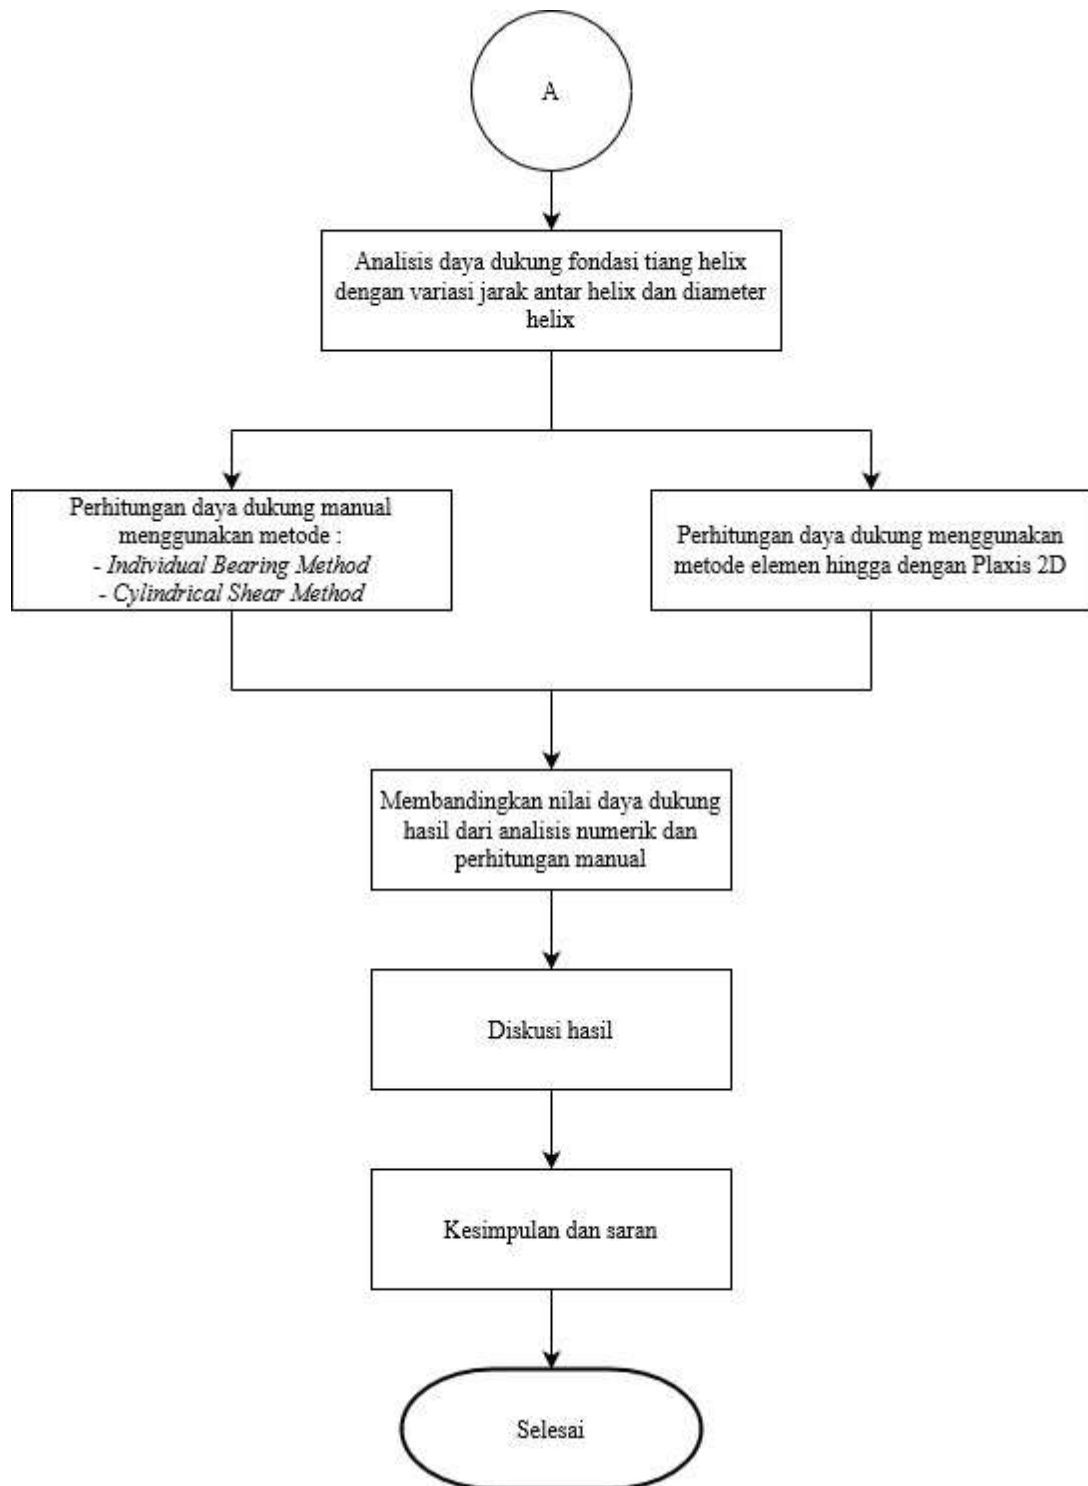 A
Analisis daya dukung fondasi tiang helix
dengan variasi jarak antar helix dan diameter
helix
Perhitungan daya dukung manual
menggunakan metode :
- Individual Bearing Method
- Cylindrical Shear Method
Perhitungan daya dukung menggunakan
metode elemen hingga dengan Plaxis 2D
Membandingkan nilai daya dukung
hasil dari analisis numerik dan
perhitungan manual
Diskusi hasil
Kesimpulan dan saran
Selesai